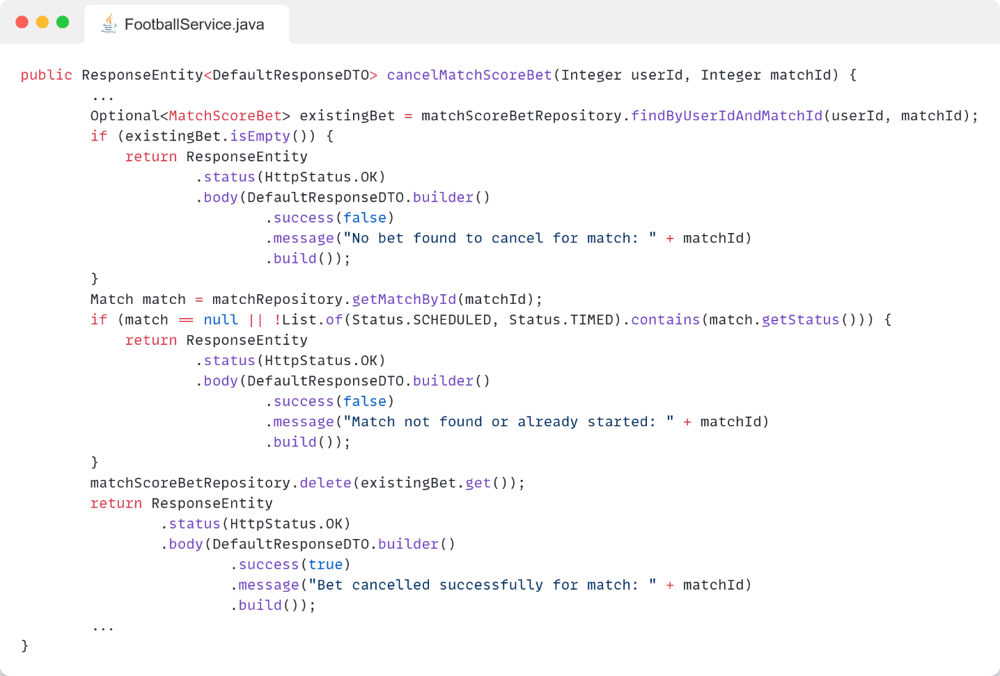 FootballService.java
public ResponseEntity<DefaultResponseDTO> cancelMatchScoreBet(Integer userId, Integer matchId) {
        ...
        Optional<MatchScoreBet> existingBet = matchScoreBetRepository.findByUserIdAndMatchId(userId, matchId);
        if (existingBet.isEmpty()) {
            return ResponseEntity
                    .status(HttpStatus.OK)
                    .body(DefaultResponseDTO.builder()
                            .success(false)
                            .message("No bet found to cancel for match: " + matchId)
                            .build());
        }
        Match match = matchRepository.getMatchById(matchId);
        if (match == null || !List.of(Status.SCHEDULED, Status.TIMED).contains(match.getStatus())) {
            return ResponseEntity
                    .status(HttpStatus.OK)
                    .body(DefaultResponseDTO.builder()
                            .success(false)
                            .message("Match not found or already started: " + matchId)
                            .build());
        }
        matchScoreBetRepository.delete(existingBet.get());
        return ResponseEntity
                .status(HttpStatus.OK)
                .body(DefaultResponseDTO.builder()
                        .success(true)
                        .message("Bet cancelled successfully for match: " + matchId)
                        .build());
        ...
}